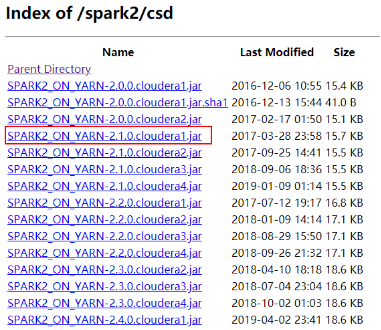 Index of /spark2/csd
Name Last Modified Size
Parent Directory
SPARK2_ON_YARN-2.0.0.cloudera1.jar 2016-12-06 10:55 15.4 KB
SPARK2_ON_YARN-2.0.0.cloudera1.jar.sha1 2016-12-13 15:44 41.0 B
SPARK2_ON_YARN-2.0.0.cloudera2.jar 2017-02-17 01:50 15.1 KB
SPARK2_ON_YARN-2.1.0.cloudera1.jar 2017-03-28 23:58 15.7 KB
SPARK2_ON_YARN-2.1.0.cloudera2.jar 2017-09-25 14:41 15.5 KB
SPARK2_ON_YARN-2.1.0.cloudera3.jar 2018-09-06 18:36 15.5 KB
SPARK2_ON_YARN-2.1.0.cloudera4.jar 2019-01-09 01:14 15.5 KB
SPARK2_ON_YARN-2.2.0.cloudera1.jar 2017-07-12 19:17 16.8 KB
SPARK2_ON_YARN-2.2.0.cloudera2.jar 2018-01-09 14:14 17.1 KB
SPARK2_ON_YARN-2.2.0.cloudera3.jar 2018-08-29 15:50 17.1 KB
SPARK2_ON_YARN-2.2.0.cloudera4.jar 2018-09-26 21:32 17.1 KB
SPARK2_ON_YARN-2.3.0.cloudera2.jar 2018-04-10 18:18 18.6 KB
SPARK2_ON_YARN-2.3.0.cloudera3.jar 2018-07-04 23:04 18.6 KB
SPARK2_ON_YARN-2.3.0.cloudera4.jar 2018-10-02 01:03 18.6 KB
SPARK2_ON_YARN-2.4.0.cloudera1.jar 2019-04-02 23:41 18.6 KB